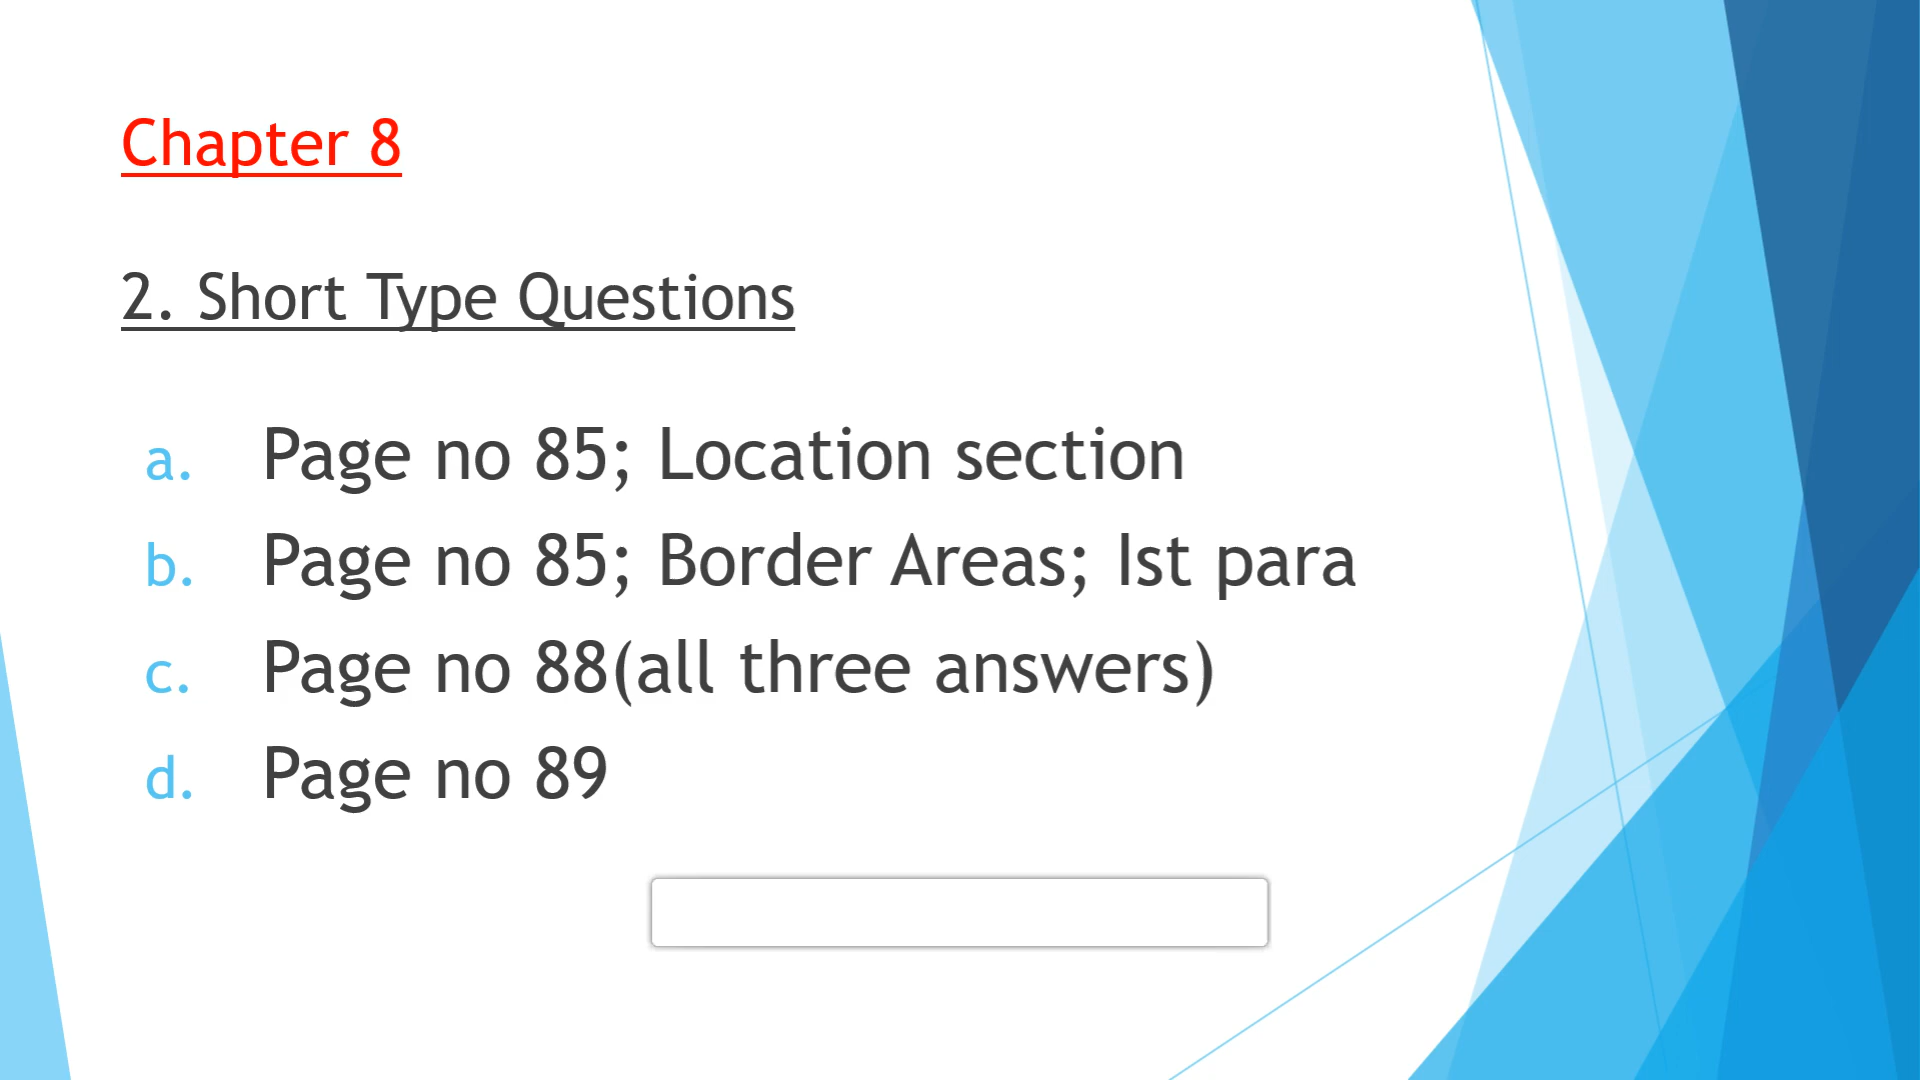 Chapter 8
2. Short Type Questions
a. Page no 85; Location section
b. Page no 85; Border Areas; Ist para
c. Page no 88(all three answers)
d. Page no 89